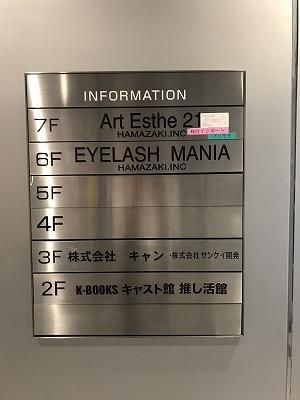 INFORMATION
7F Art Esthe 21
HAMAZAKI.INC
6F EYELASH MANIA
HAMAZAKI.INC
5F
4F
3F 株式会社 キャン ・株式会社 サンケイ開発
2F K-BOOKS キャスト館 推し活館